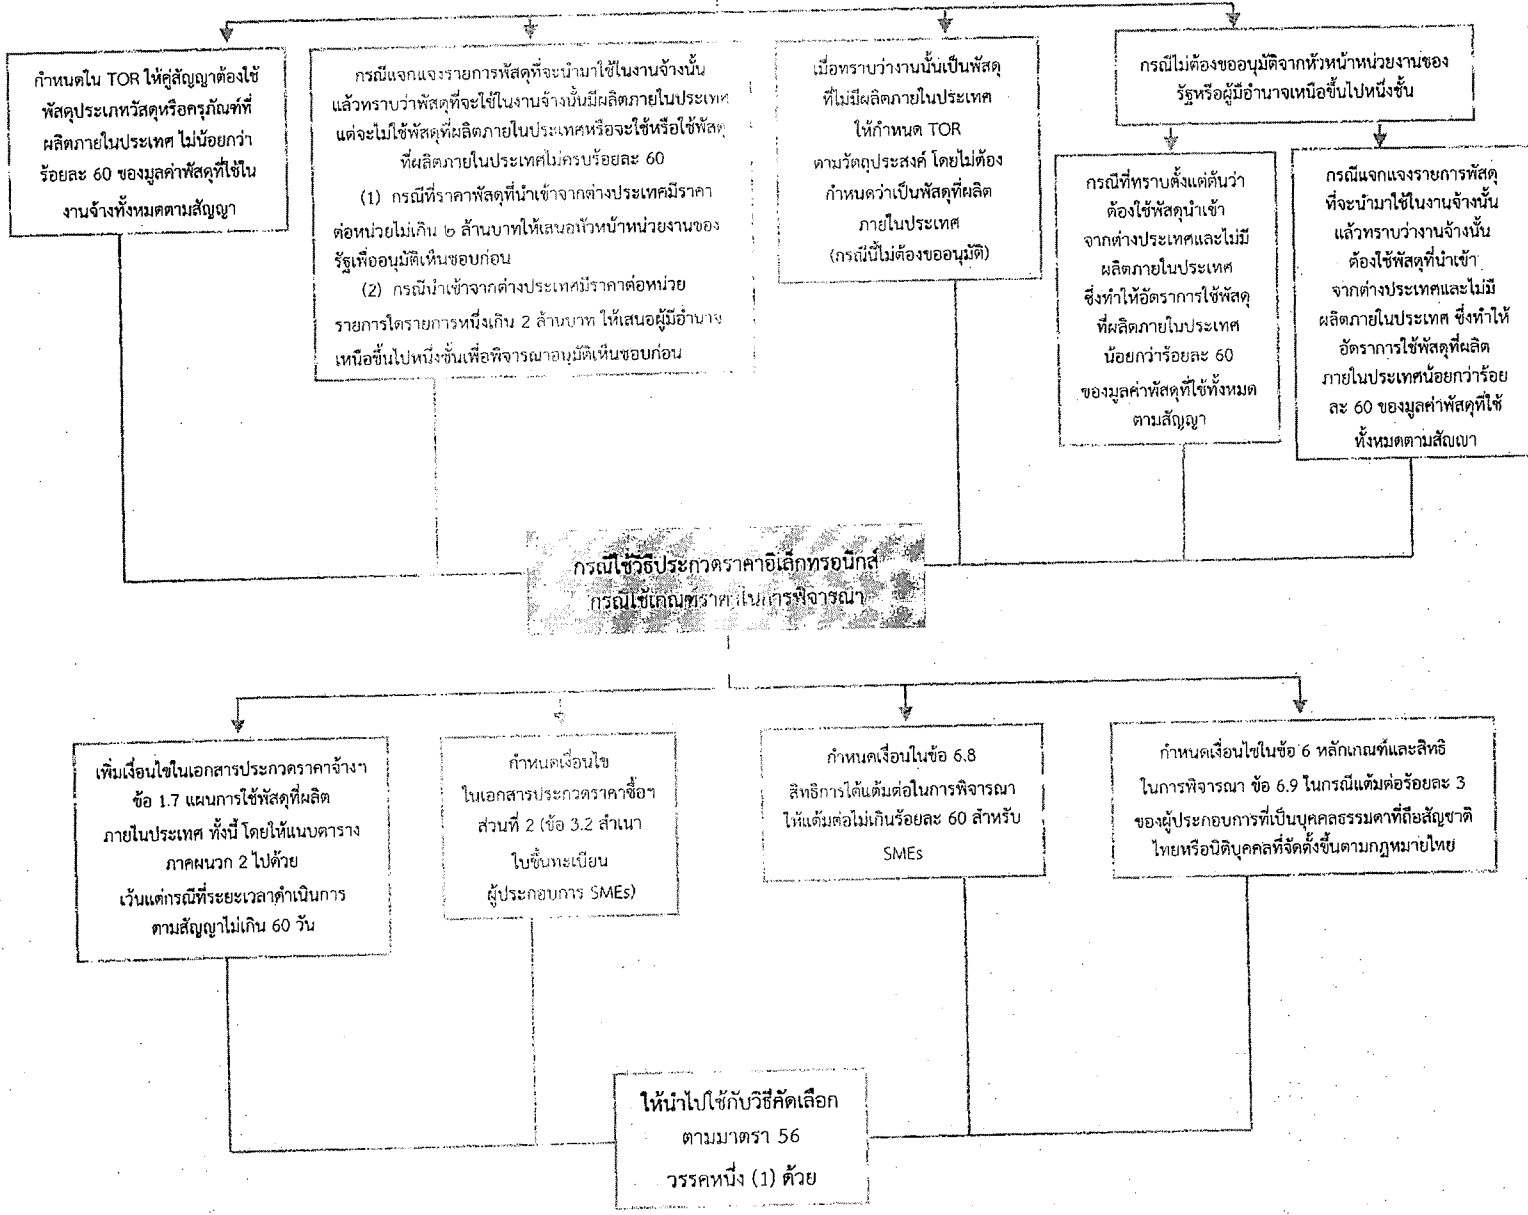 กำหนดใน TOR ให้คู่สัญญาต้องใช้
พัสดุประเภทวัสดุหรือครุภัณฑ์ที่
ผลิตภายในประเทศ ไม่น้อยกว่า
ร้อยละ 60 ของมูลค่าพัสดุที่ใช้ใน
งานจ้างทั้งหมดตามสัญญา
กรณีแจกแจงรายการพัสดุที่จะนำมาใช้ในงานจ้างนั้น
แล้วทราบว่าพัสดุที่จะใช้ในงานจ้างนั้นมีผลิตภายในประเทศ
แต่จะไม่ใช้พัสดุที่ผลิตภายในประเทศหรือจะใช้หรือใช้พัสดุ
ที่ผลิตภายในประเทศไม่ครบร้อยละ 60
(1) กรณีที่ราคาพัสดุที่นำเข้าจากต่างประเทศมีราคา
ต่อหน่วยไม่เกิน ๒ ล้านบาทให้เสนอหัวหน้าหน่วยงานของ
รัฐเพื่ออนุมัติเห็นชอบก่อน
(2) กรณีนำเข้าจากต่างประเทศมีราคาต่อหน่วย
รายการใดรายการหนึ่งเกิน 2 ล้านบาท ให้เสนอผู้มีอำนาจ
เหนือขึ้นไปหนึ่งชั้นเพื่อพิจารณาอนุมัติเห็นชอบก่อน
เมื่อทราบว่างานนั้นเป็นพัสดุ
ที่ไม่มีผลิตภายในประเทศ
ให้กำหนด TOR
ตามวัตถุประสงค์ โดยไม่ต้อง
กำหนดว่าเป็นพัสดุที่ผลิต
ภายในประเทศ
(กรณีนี้ไม่ต้องขออนุมัติ)
กรณีไม่ต้องขออนุมัติจากหัวหน้าหน่วยงานของ
รัฐหรือผู้มีอำนาจเหนือขึ้นไปหนึ่งชั้น
กรณีที่ทราบตั้งแต่ต้นว่า
ต้องใช้พัสดุนำเข้า
จากต่างประเทศและไม่มี
ผลิตภายในประเทศ
ซึ่งทำให้อัตราการใช้พัสดุ
ที่ผลิตภายในประเทศ
น้อยกว่าร้อยละ 60
ของมูลค่าพัสดุที่ใช้ทั้งหมด
ตามสัญญา
กรณีแจกแจงรายการพัสดุ
ที่จะนำมาใช้ในงานจ้างนั้น
แล้วทราบว่างานจ้างนั้น
ต้องใช้พัสดุที่นำเข้า
จากต่างประเทศและไม่มี
ผลิตภายในประเทศ ซึ่งทำให้
อัตราการใช้พัสดุที่ผลิต
ภายในประเทศน้อยกว่าร้อย
ละ 60 ของมูลค่าพัสดุที่ใช้
ทั้งหมดตามสัญญา
กรณีใช้วิธีประกวดราคาอิเล็กทรอนิกส์
กรณีใช้เกณฑ์ราคาในการพิจารณา
เพิ่มเงื่อนไขในเอกสารประกวดราคาจ้างฯ
ข้อ 1.7 แผนการใช้พัสดุที่ผลิต
ภายในประเทศ ทั้งนี้ โดยให้แนบตาราง
ภาคผนวก 2 ไปด้วย
เว้นแต่กรณีที่ระยะเวลาดำเนินการ
ตามสัญญาไม่เกิน 60 วัน
กำหนดเงื่อนไข
ในเอกสารประกวดราคาซื้อฯ
ส่วนที่ 2 (ข้อ 3.2 สำเนา
ใบขึ้นทะเบียน
ผู้ประกอบการ SMEs)
กำหนดเงื่อนในข้อ 6.8
สิทธิการได้แต้มต่อในการพิจารณา
ให้แต้มต่อไม่เกินร้อยละ 60 สำหรับ
SMEs
กำหนดเงื่อนไขในข้อ 6 หลักเกณฑ์และสิทธิ
ในการพิจารณา ข้อ 6.9 ในกรณีแต้มต่อร้อยละ 3
ของผู้ประกอบการที่เป็นบุคคลธรรมดาที่ถือสัญชาติ
ไทยหรือนิติบุคคลที่จัดตั้งขึ้นตามกฎหมายไทย
ให้นำไปใช้กับวิธีคัดเลือก
ตามมาตรา 56
วรรคหนึ่ง (1) ด้วย